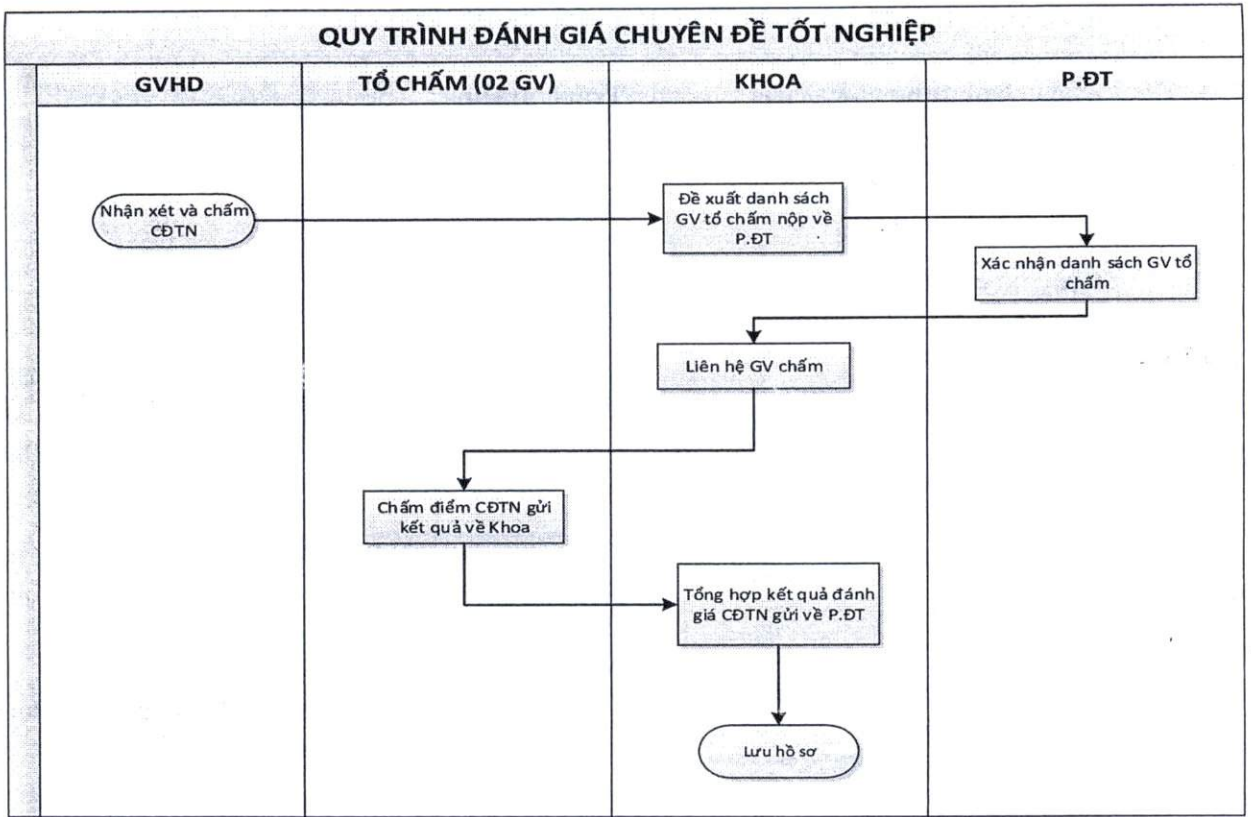 QUY TRÌNH ĐÁNH GIÁ CHUYÊN ĐỀ TỐT NGHIỆP
GVHD
TỔ CHẤM (02 GV)
KHOA
P.ĐT
Nhận xét và chấm
CĐTN
Đề xuất danh sách
GV tổ chấm nộp về
P.ĐT
Xác nhận danh sách GV tổ
chấm
Liên hệ GV chấm
Chấm điểm CĐTN gửi
kết quả về Khoa
Tổng hợp kết quả đánh
giá CĐTN gửi về P.ĐT
Lưu hồ sơ